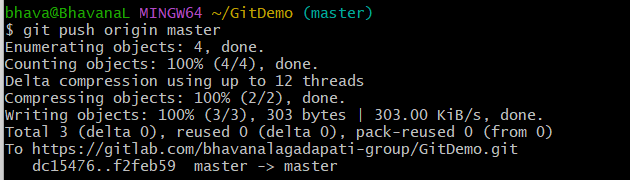 bhava@BhavanaL MINGW64 ~/GitDemo (master)
$ git push origin master
Enumerating objects: 4, done.
Counting objects: 100% (4/4), done.
Delta compression using up to 12 threads
Compressing objects: 100% (2/2), done.
Writing objects: 100% (3/3), 303 bytes | 303.00 KiB/s, done.
Total 3 (delta 0), reused 0 (delta 0), pack-reused 0 (from 0)
To https://gitlab.com/bhavanalagadapati-group/GitDemo.git
   dc15476..f2feb59  master -> master